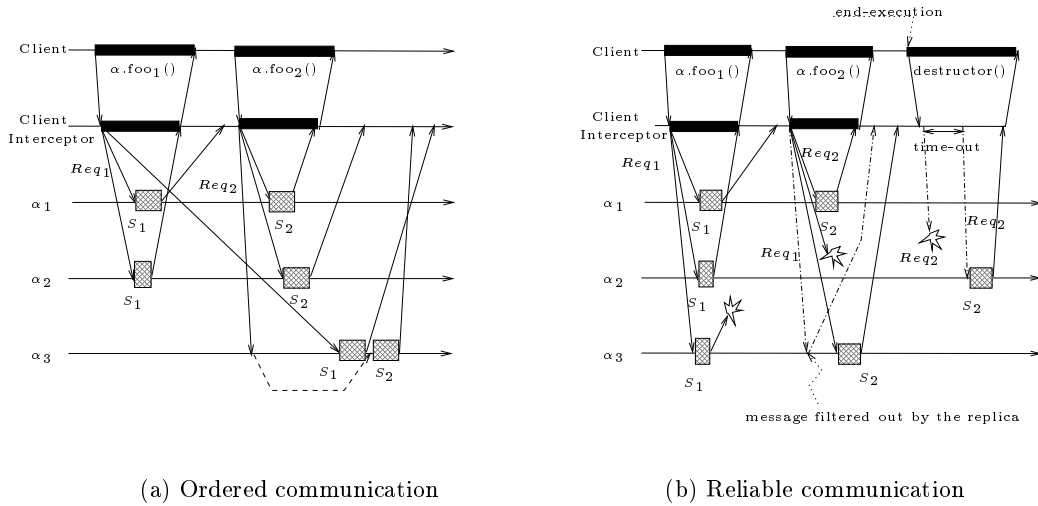 Client
α.foo₁()
α.foo₂()
Client
Interceptor
Req₁
Req₂
α₁
S₁
S₂
α₂
S₁
S₂
α₃
S₁
S₂
(a) Ordered communication
end-execution
Client
α.foo₁()
α.foo₂()
destructor()
Client
Interceptor
time-out
Req₁
Req₂
α₁
S₁
S₂
Req₂
Req₁
Req₂
α₂
S₁
S₂
α₃
S₁
S₂
message filtered out by the replica
(b) Reliable communication